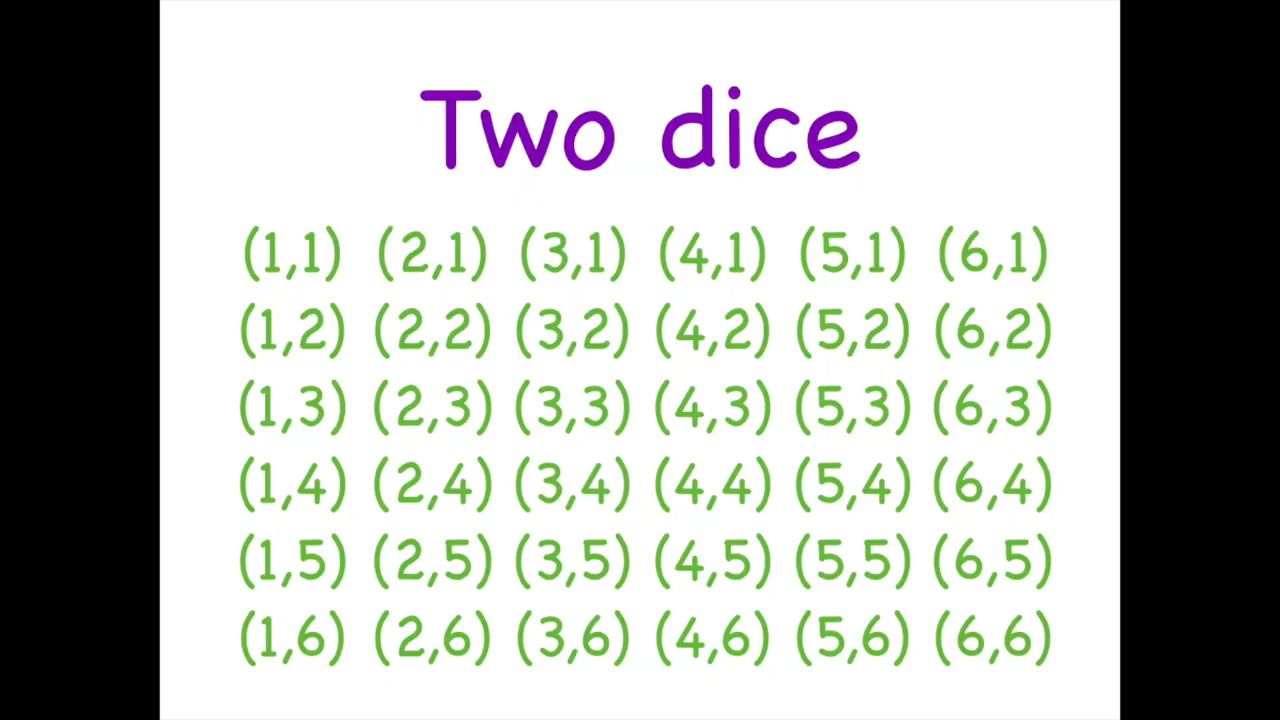 Two dice
(1,1) (2,1) (3,1) (4,1) (5,1) (6,1)
(1,2) (2,2) (3,2) (4,2) (5,2) (6,2)
(1,3) (2,3) (3,3) (4,3) (5,3) (6,3)
(1,4) (2,4) (3,4) (4,4) (5,4) (6,4)
(1,5) (2,5) (3,5) (4,5) (5,5) (6,5)
(1,6) (2,6) (3,6) (4,6) (5,6) (6,6)